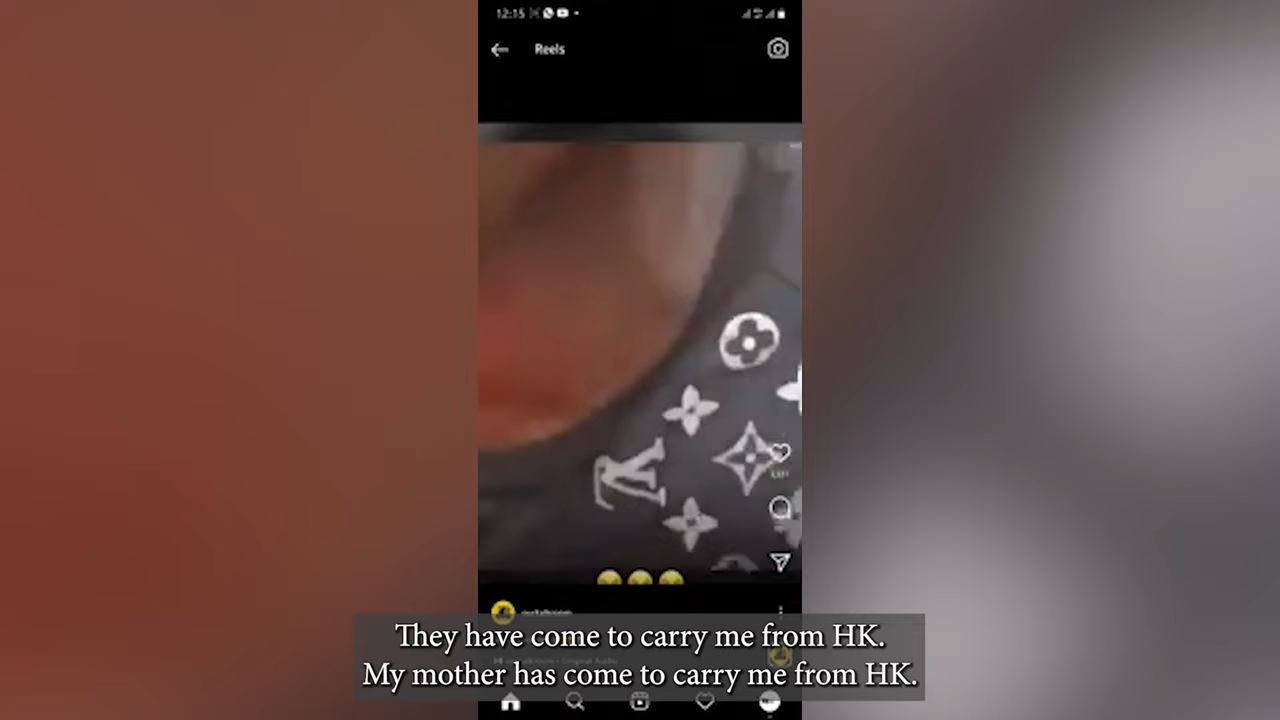 12:15
Reels
They have come to carry me from HK.
My mother has come to carry me from HK.